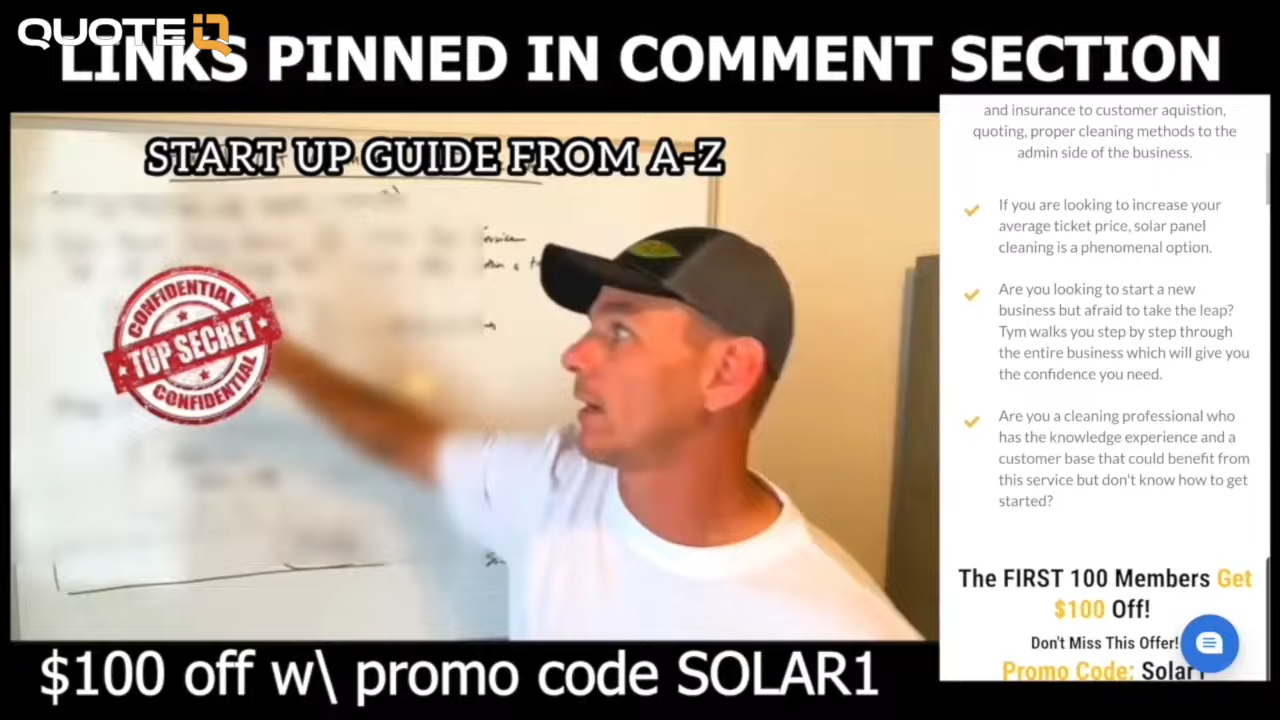 QUOTE IQ
LINKS PINNED IN COMMENT SECTION
START UP GUIDE FROM A-Z
CONFIDENTIAL
TOP SECRET
CONFIDENTIAL
and insurance to customer aquistion,
quoting, proper cleaning methods to the
admin side of the business.
If you are looking to increase your
average ticket price, solar panel
cleaning is a phenomenal option.
Are you looking to start a new
business but afraid to take the leap?
Tym walks you step by step through
the entire business which will give you
the confidence you need.
Are you a cleaning professional who
has the knowledge experience and a
customer base that could benefit from
this service but don't know how to get
started?
The FIRST 100 Members Get
$100 Off!
Don't Miss This Offer!
Promo Code: Solar1
$100 off w\ promo code SOLAR1